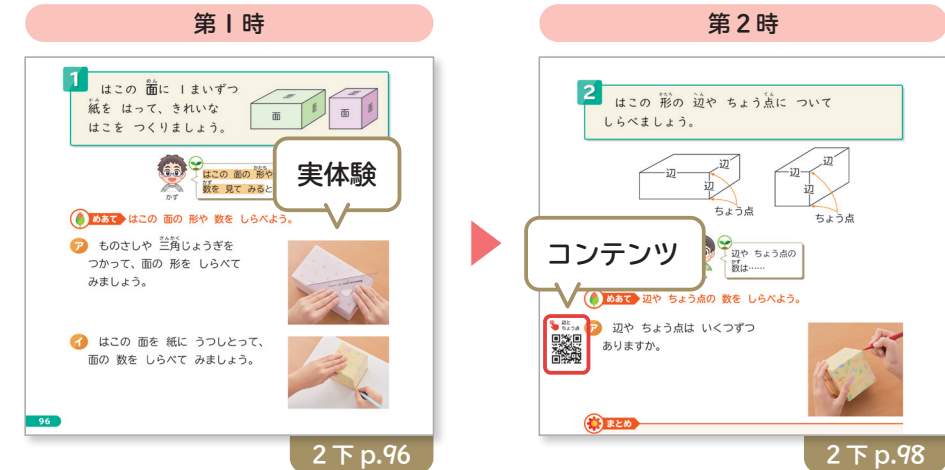 第1時
1
はこの 面に 1まいずつ
紙を はって、きれいな
はこを つくりましょう。
面
面
面
面
はこの 面の 形や
数を 見て みると
かず
実体験
めあて はこの 面の 形や 数を しらべよう。
ア ものさしや 三角じょうぎを
つかって、面の 形を しらべて
みましょう。
イ はこの 面を 紙に うつしとって、
面の 数を しらべて みましょう。
96
2下 p.96
第2時
2
はこの 形の 辺や ちょう点に ついて
しらべましょう。
辺
辺
辺
ちょう点
辺
辺
辺
ちょう点
コンテンツ
辺や ちょう点の
数は……
めあて 辺や ちょう点の 数を しらべよう。
辺と
ちょう点
ア 辺や ちょう点は いくつずつ
ありますか。
まとめ
2下 p.98